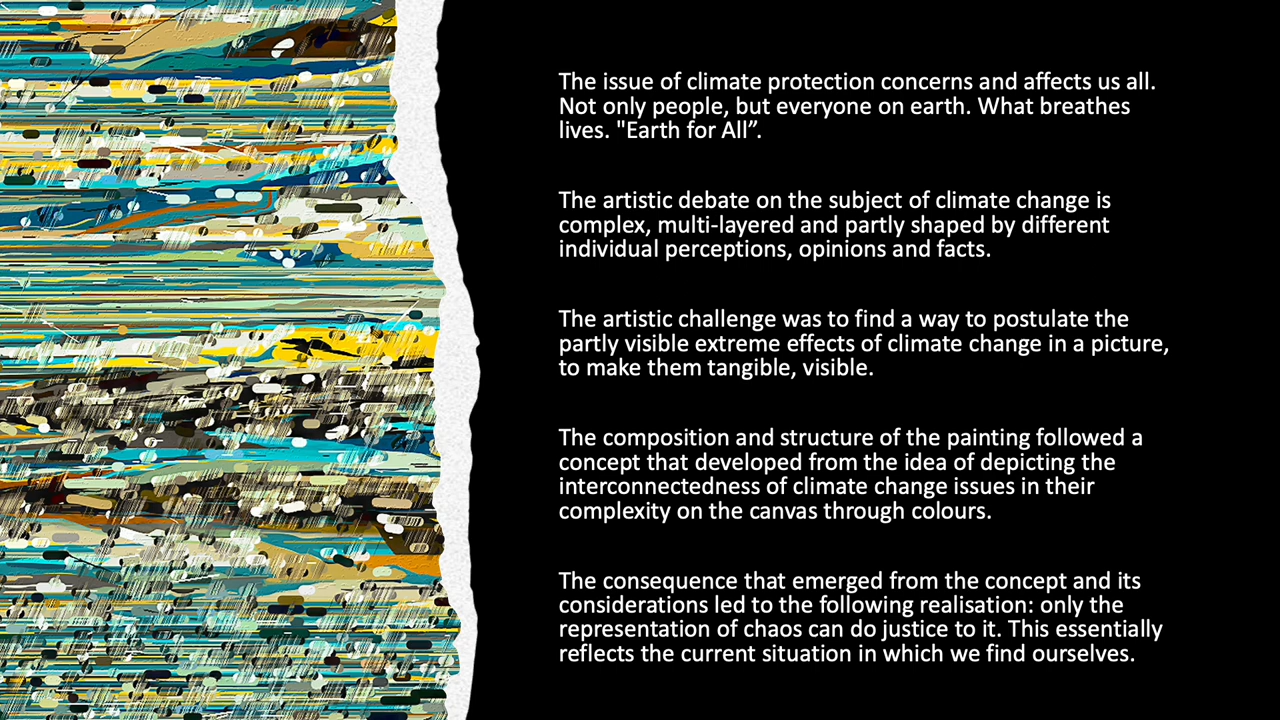 The issue of climate protection concerns and affects us all.
Not only people, but everyone on earth. What breathes
lives. "Earth for All”.
The artistic debate on the subject of climate change is
complex, multi-layered and partly shaped by different
individual perceptions, opinions and facts.
The artistic challenge was to find a way to postulate the
partly visible extreme effects of climate change in a picture,
to make them tangible, visible.
The composition and structure of the painting followed a
concept that developed from the idea of depicting the
interconnectedness of climate change issues in their
complexity on the canvas through colours.
The consequence that emerged from the concept and its
considerations led to the following realisation: only the
representation of chaos can do justice to it. This essentially
reflects the current situation in which we find ourselves.